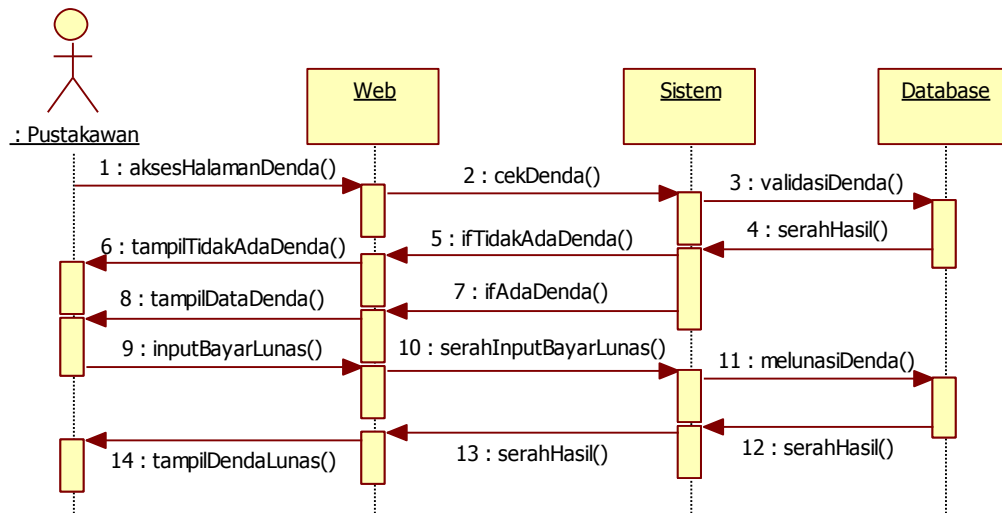 Web
Sistem
Database
: Pustakawan
1 : aksesHalamanDenda()
2 : cekDenda()
3 : validasiDenda()
4 : serahHasil()
5 : ifTidakAdaDenda()
6 : tampilTidakAdaDenda()
7 : ifAdaDenda()
8 : tampilDataDenda()
9 : inputBayarLunas()
10 : serahInputBayarLunas()
11 : melunasiDenda()
12 : serahHasil()
13 : serahHasil()
14 : tampilDendaLunas()